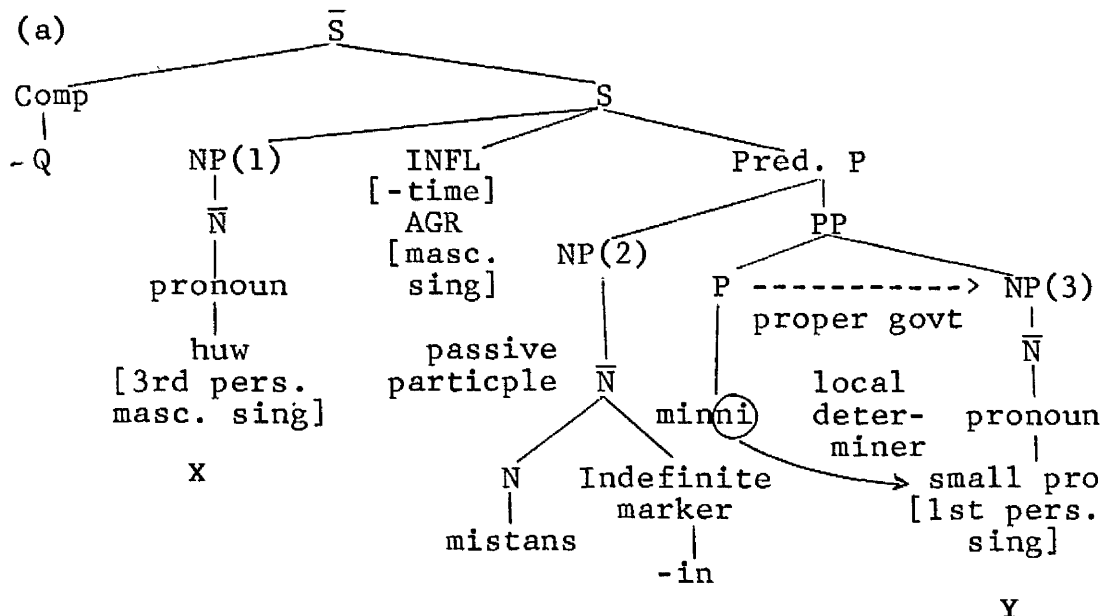 (a)
S̄
Comp
S
-Q
NP(1)
INFL
Pred. P
[-time]
N̄
AGR
PP
[masc.
NP(2)
sing]
pronoun
P
----------->
NP(3)
proper govt
huw
passive
N̄
[3rd pers.
particple
N̄
local
masc. sing]
minni
deter-
pronoun
miner
X
N
Indefinite
small pro
marker
[1st pers.
mistans
sing]
-in
Y